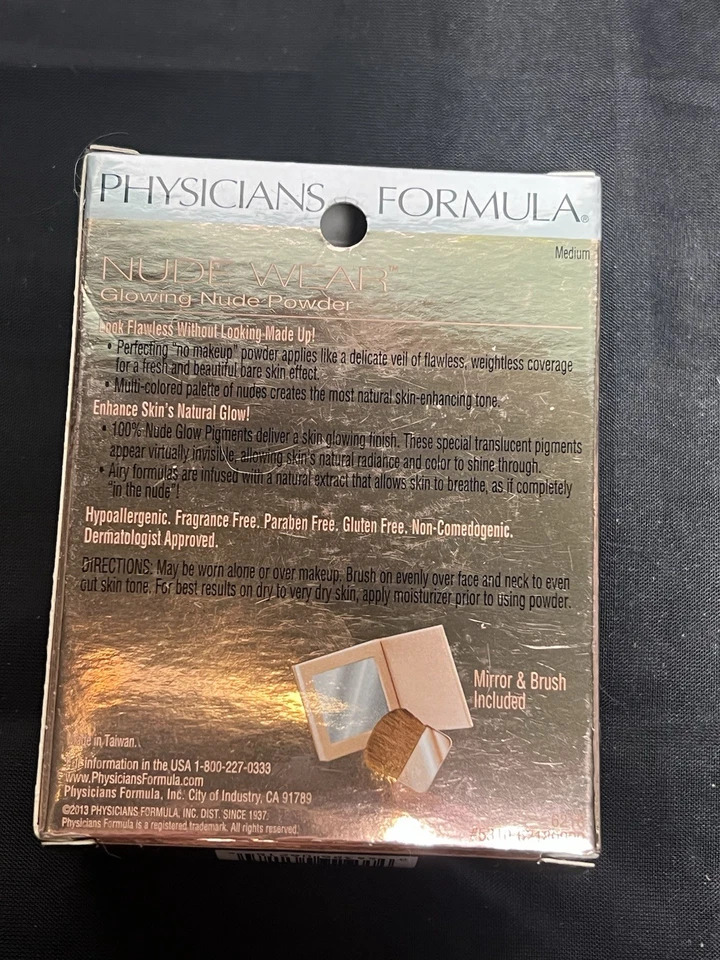 PHYSICIANS FORMULA®
Medium
NUDE WEAR™
Glowing Nude Powder
Look Flawless Without Looking Made Up!
• Perfecting "no makeup" powder applies like a delicate veil of flawless, weightless coverage
for a fresh and beautiful bare skin effect.
• Multi-colored palette of nudes creates the most natural skin-enhancing tone.
Enhance Skin's Natural Glow!
• 100% Nude Glow Pigments deliver a skin glowing finish. These special translucent pigments
appear virtually invisible, allowing skin's natural radiance and color to shine through.
• Airy formulas are infused with a natural extract that allows skin to breathe, as if completely
"in the nude"!
Hypoallergenic. Fragrance Free. Paraben Free. Gluten Free. Non-Comedogenic.
Dermatologist Approved.
DIRECTIONS: May be worn alone or over makeup. Brush on evenly over face and neck to even
out skin tone. For best results on dry to very dry skin, apply moisturizer prior to using powder.
Mirror & Brush
Included
Made in Taiwan.
information in the USA 1-800-227-0333
www.PhysiciansFormula.com
Physicians Formula, Inc. City of Industry, CA 91789
©2013 PHYSICIANS FORMULA, INC. DIST. SINCE 1937.
Physicians Formula is a registered trademark. All rights reserved.